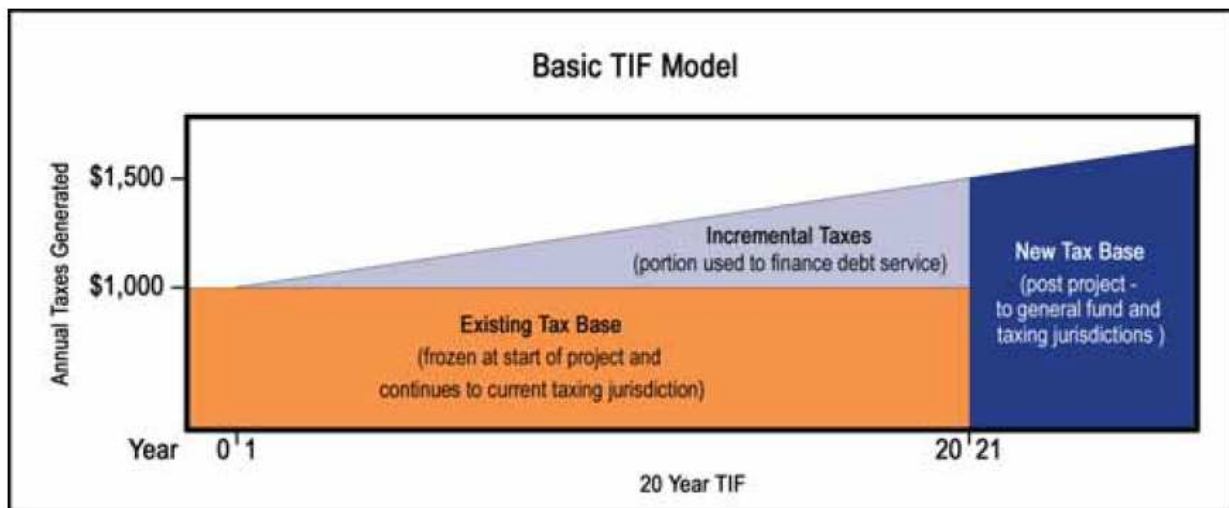 Basic TIF Model
Annual Taxes Generated
$1,500
$1,000
Incremental Taxes
(portion used to finance debt service)
Existing Tax Base
(frozen at start of project and
continues to current taxing jurisdiction)
New Tax Base
(post project -
to general fund and
taxing jurisdictions )
Year 0 1 20 21
20 Year TIF